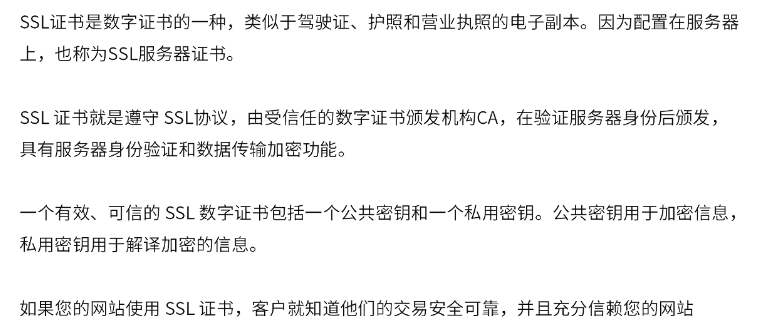 SSL证书是数字证书的一种，类似于驾驶证、护照和营业执照的电子副本。因为配置在服务器
上，也称为SSL服务器证书。
SSL 证书就是遵守 SSL协议，由受信任的数字证书颁发机构CA，在验证服务器身份后颁发，
具有服务器身份验证和数据传输加密功能。
一个有效、可信的 SSL 数字证书包括一个公共密钥和一个私用密钥。公共密钥用于加密信息，
私用密钥用于解译加密的信息。
如果您的网站使用 SSL 证书，客户就知道他们的交易安全可靠，并且充分信赖您的网站